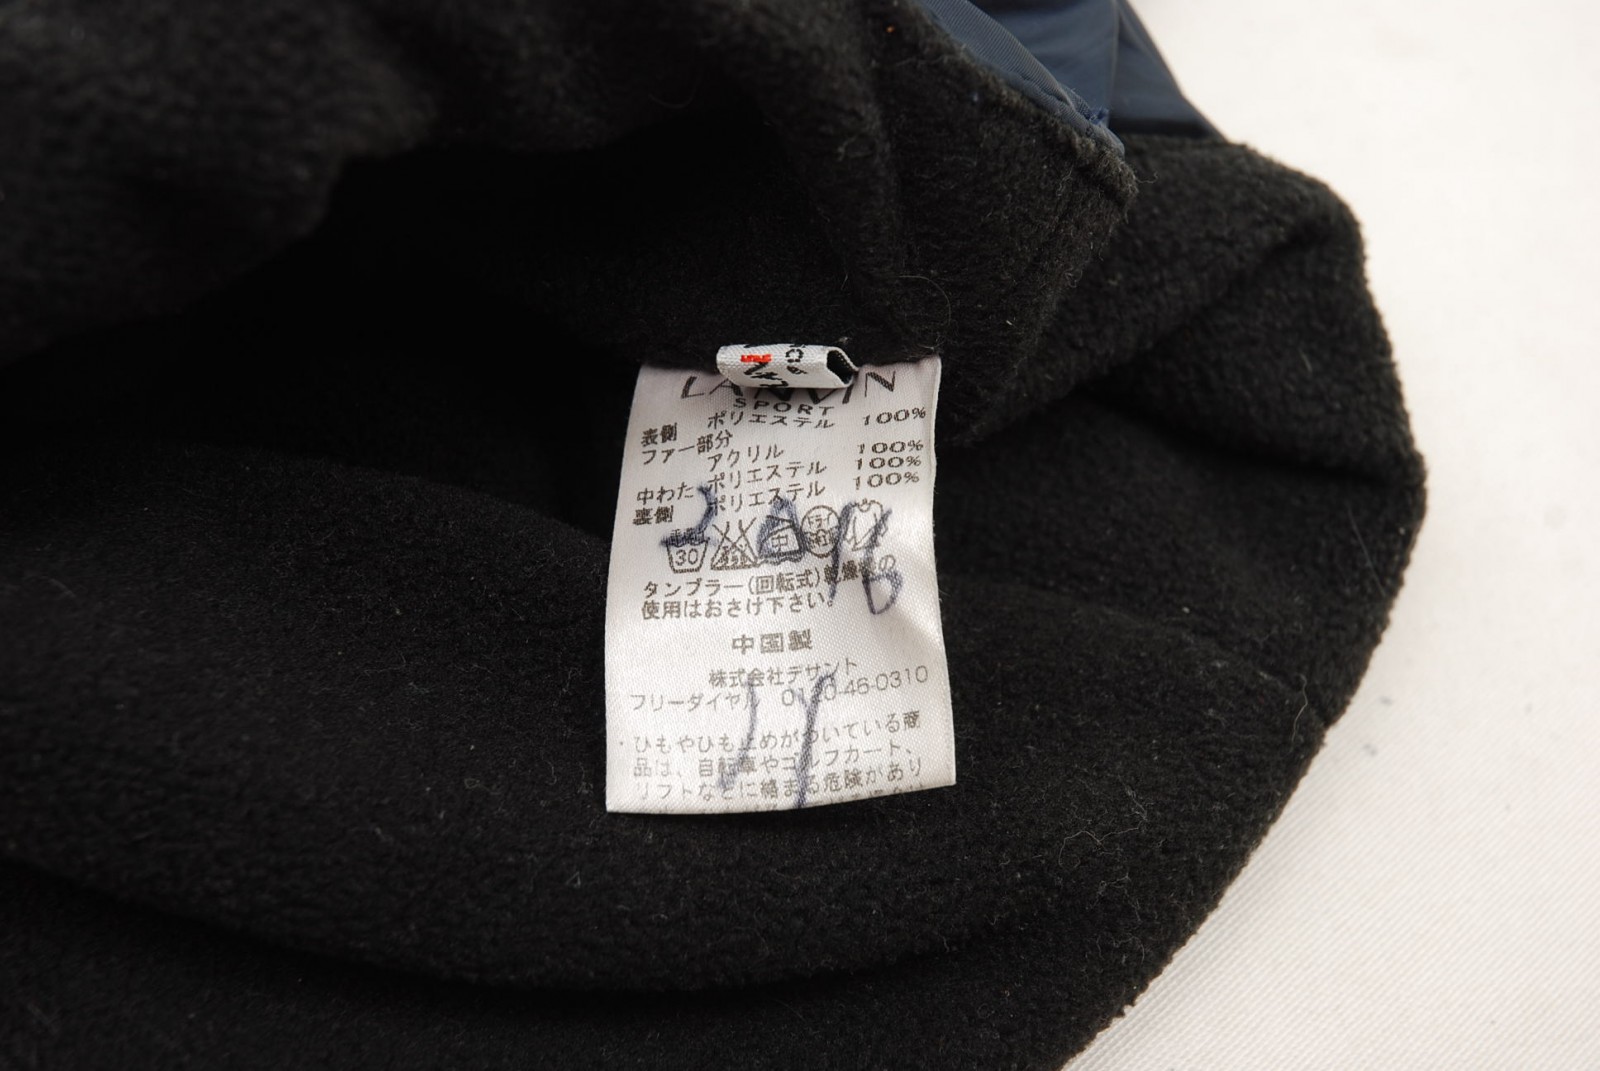 LANVIN
SPORT
表側 ポリエステル 100%
ファー部分
アクリル 100%
ポリエステル 100%
中わた ポリエステル 100%
裏側
30 中 ドライ
タンブラー(回転式)乾燥機の
使用はおさけ下さい。
中国製
株式会社デサント
フリーダイヤル 0120-46-0310
・ひもやひも止めがついている商
品は、自転車やゴルフカート、
リフトなどに絡まる危険があり